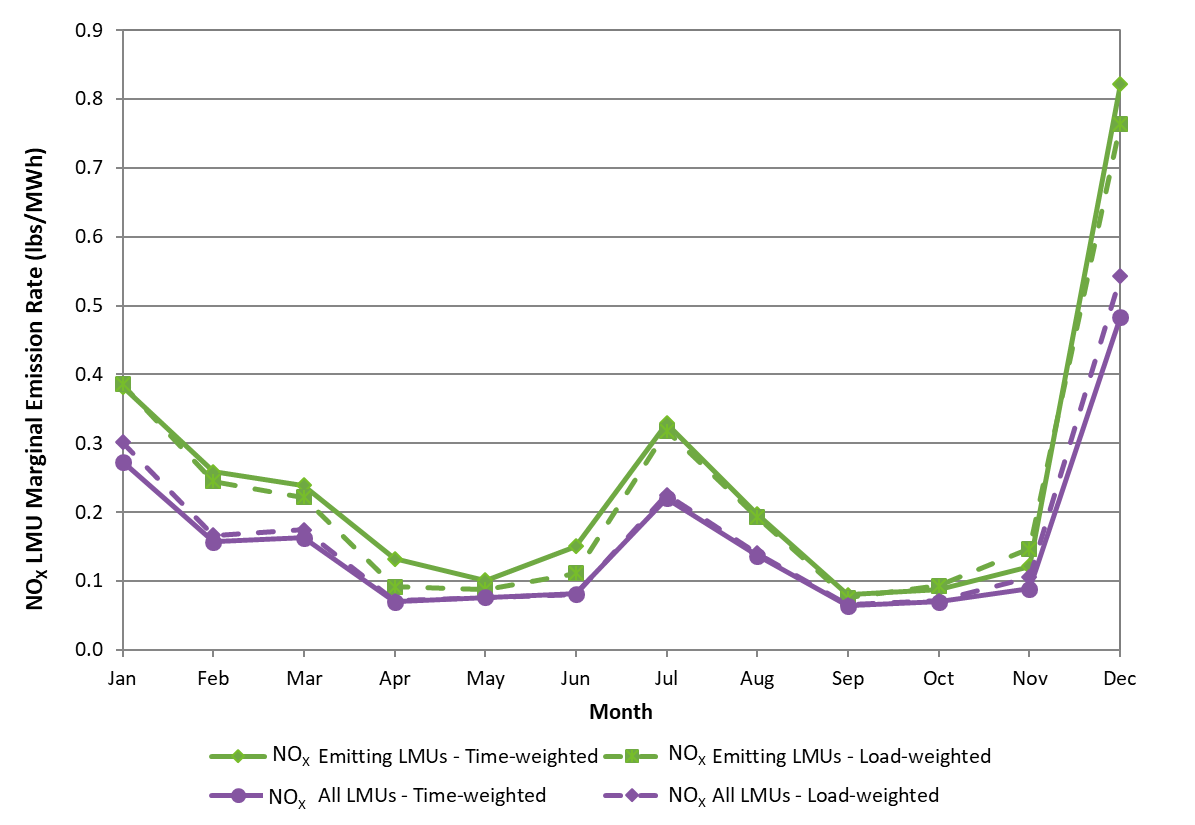 NOx LMU Marginal Emission Rate (lbs/MWh)
0.9
0.8
0.7
0.6
0.5
0.4
0.3
0.2
0.1
0.0
Jan Feb Mar Apr May Jun Jul Aug Sep Oct Nov Dec
Month
NOx Emitting LMUs - Time-weighted NOx Emitting LMUs - Load-weighted
NOx All LMUs - Time-weighted NOx All LMUs - Load-weighted